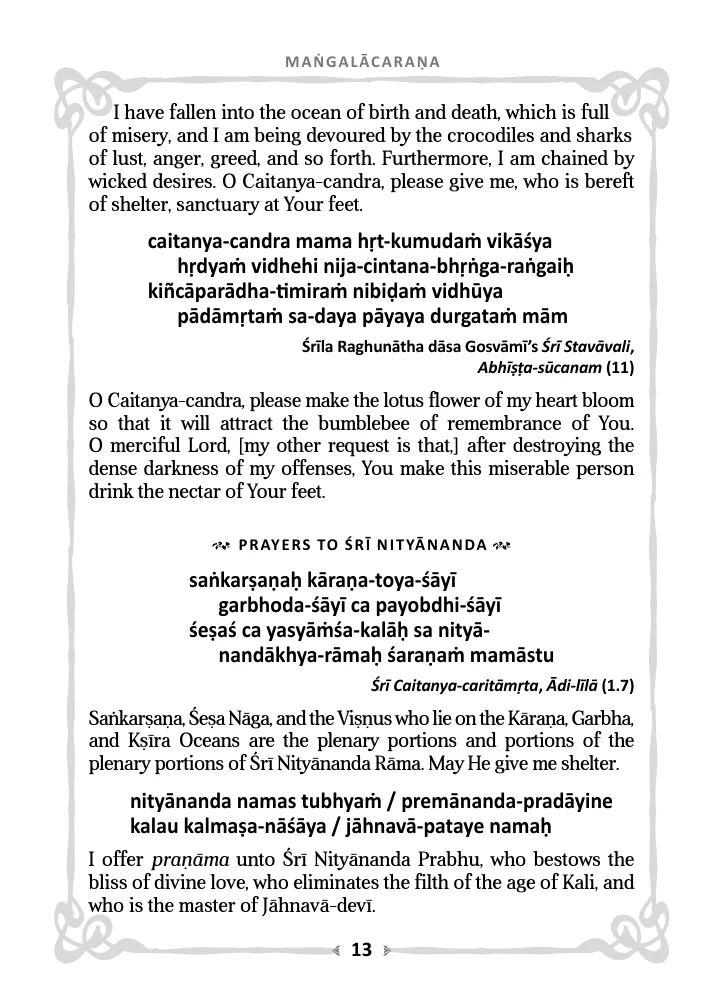 MAṄGALĀCARAṆA
I have fallen into the ocean of birth and death, which is full
of misery, and I am being devoured by the crocodiles and sharks
of lust, anger, greed, and so forth. Furthermore, I am chained by
wicked desires. O Caitanya-candra, please give me, who is bereft
of shelter, sanctuary at Your feet.
caitanya-candra mama hṛt-kumudaṁ vikāśya
hṛdyaṁ vidhehi nija-cintana-bhṛṅga-raṅgaiḥ
kiñcāparādha-timiraṁ nibiḍaṁ vidhūya
pādāmṛtaṁ sa-daya pāyaya durgataṁ mām
Śrīla Raghunātha dāsa Gosvāmī’s Śrī Stavāvali,
Abhīṣṭa-sūcanam (11)
O Caitanya-candra, please make the lotus flower of my heart bloom
so that it will attract the bumblebee of remembrance of You.
O merciful Lord, [my other request is that,] after destroying the
dense darkness of my offenses, You make this miserable person
drink the nectar of Your feet.
PRAYERS TO ŚRĪ NITYĀNANDA
saṅkarṣaṇaḥ kāraṇa-toya-śāyī
garbhoda-śāyī ca payobdhi-śāyī
śeṣaś ca yasyāṁśa-kalāḥ sa nityā-
nandākhya-rāmaḥ śaraṇaṁ mamāstu
Śrī Caitanya-caritāmṛta, Ādi-līlā (1.7)
Saṅkarṣaṇa, Śeṣa Nāga, and the Viṣṇus who lie on the Kāraṇa, Garbha,
and Kṣīra Oceans are the plenary portions and portions of the
plenary portions of Śrī Nityānanda Rāma. May He give me shelter.
nityānanda namas tubhyaṁ / premānanda-pradāyine
kalau kalmaṣa-nāśāya / jāhnavā-pataye namaḥ
I offer praṇāma unto Śrī Nityānanda Prabhu, who bestows the
bliss of divine love, who eliminates the filth of the age of Kali, and
who is the master of Jāhnavā-devī.
13